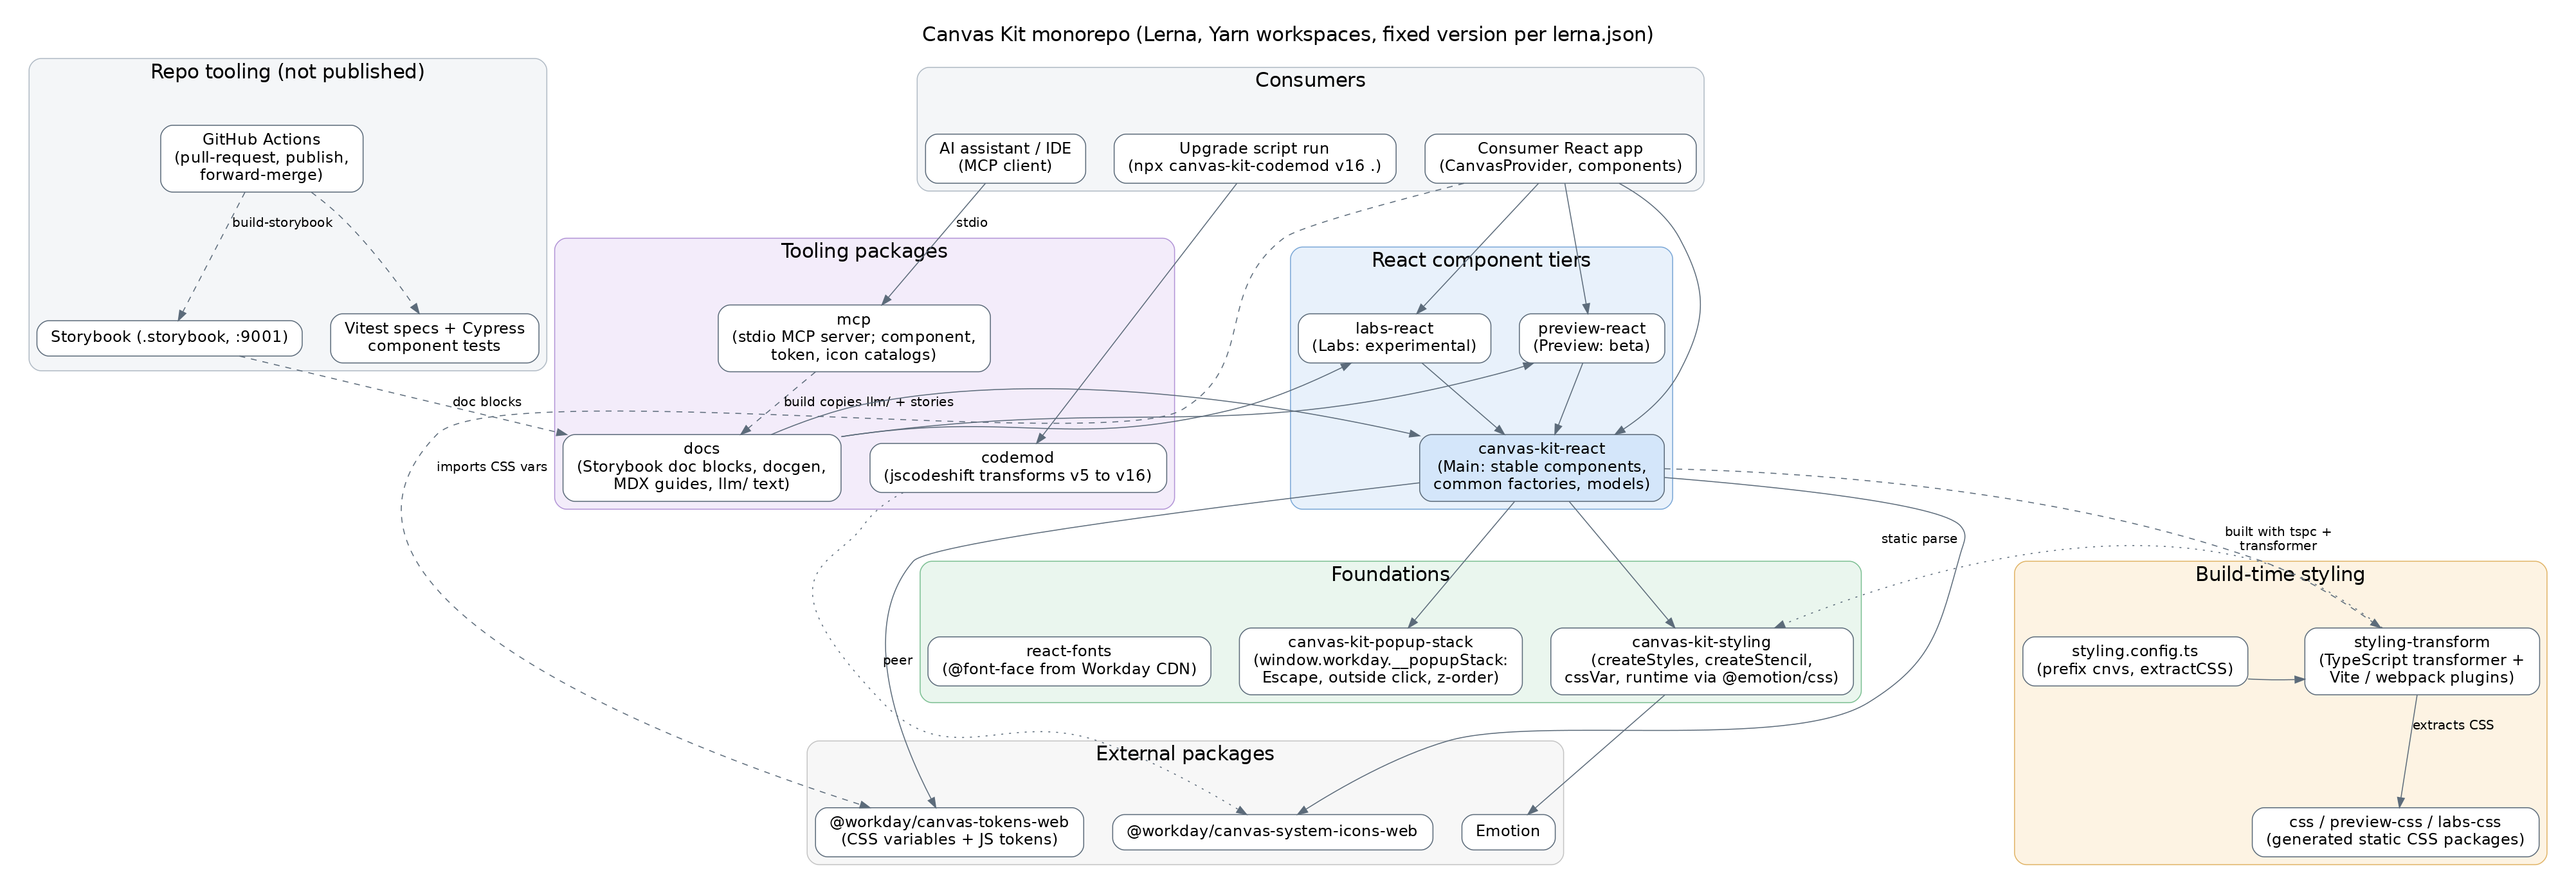 Canvas Kit monorepo (Lerna, Yarn workspaces, fixed version per lerna.json)
Repo tooling (not published)
GitHub Actions
(pull-request, publish,
forward-merge)
build-storybook
Storybook (.storybook, :9001)
Vitest specs + Cypress
component tests
Consumers
AI assistant / IDE
(MCP client)
Upgrade script run
(npx canvas-kit-codemod v16 .)
Consumer React app
(CanvasProvider, components)
stdio
Tooling packages
mcp
(stdio MCP server; component,
token, icon catalogs)
build copies llm/ + stories
doc blocks
docs
(Storybook doc blocks, docgen,
MDX guides, llm/ text)
codemod
(jscodeshift transforms v5 to v16)
imports CSS vars
React component tiers
labs-react
(Labs: experimental)
preview-react
(Preview: beta)
canvas-kit-react
(Main: stable components,
common factories, models)
static parse
built with tspc +
transformer
Foundations
react-fonts
(@font-face from Workday CDN)
canvas-kit-popup-stack
(window.workday.__popupStack:
Escape, outside click, z-order)
canvas-kit-styling
(createStyles, createStencil,
cssVar, runtime via @emotion/css)
peer
Build-time styling
styling.config.ts
(prefix cnvs, extractCSS)
styling-transform
(TypeScript transformer +
Vite / webpack plugins)
extracts CSS
css / preview-css / labs-css
(generated static CSS packages)
External packages
@workday/canvas-tokens-web
(CSS variables + JS tokens)
@workday/canvas-system-icons-web
Emotion